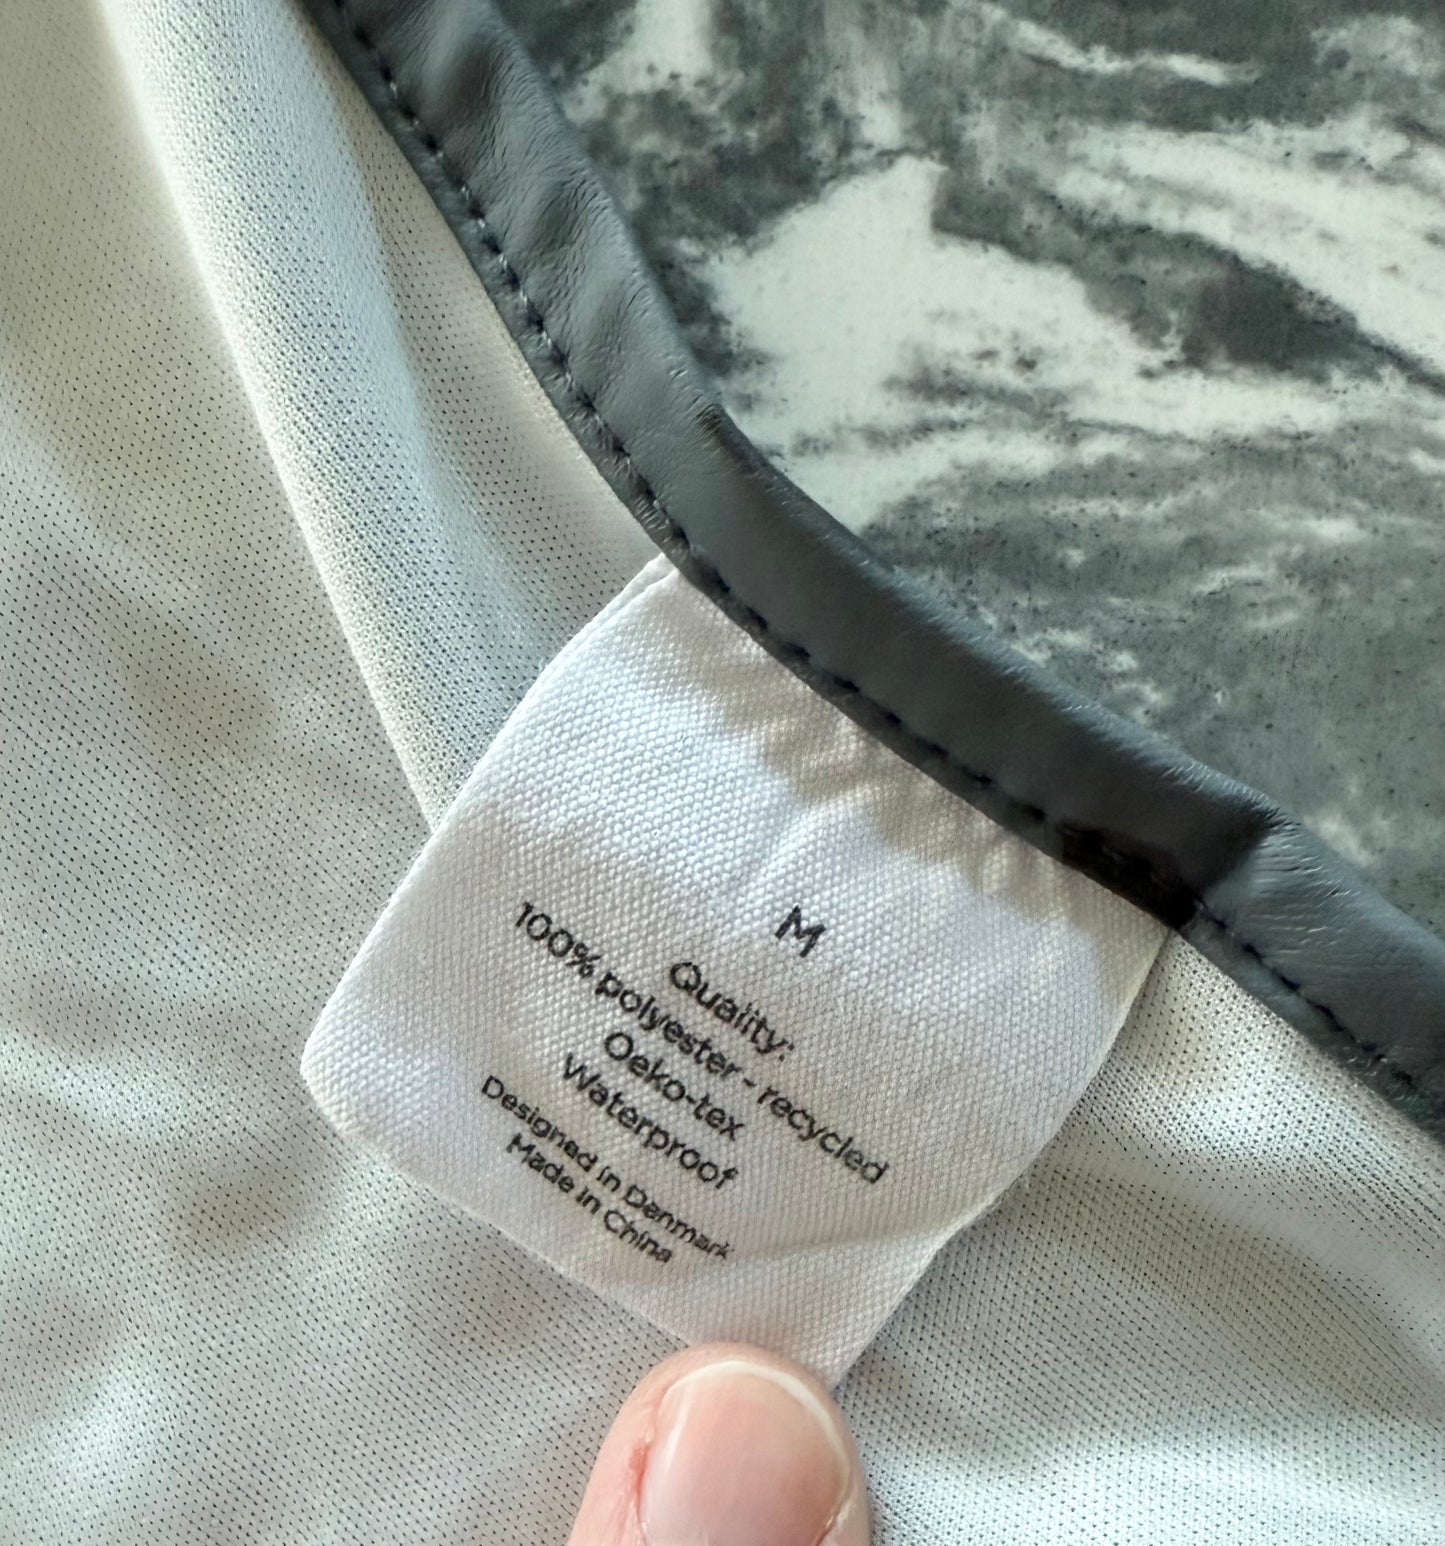 M
Quality:
100% polyester - recycled
Oeko-tex
Waterproof
Designed in Denmark
Made in China